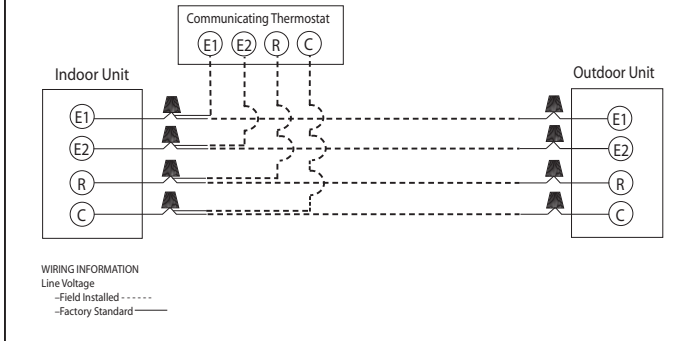 Communicating Thermostat
E1 E2 R C
Indoor Unit
Outdoor Unit
E1
E1
E2
E2
R
R
C
C
WIRING INFORMATION
Line Voltage
–Field Installed
–Factory Standard